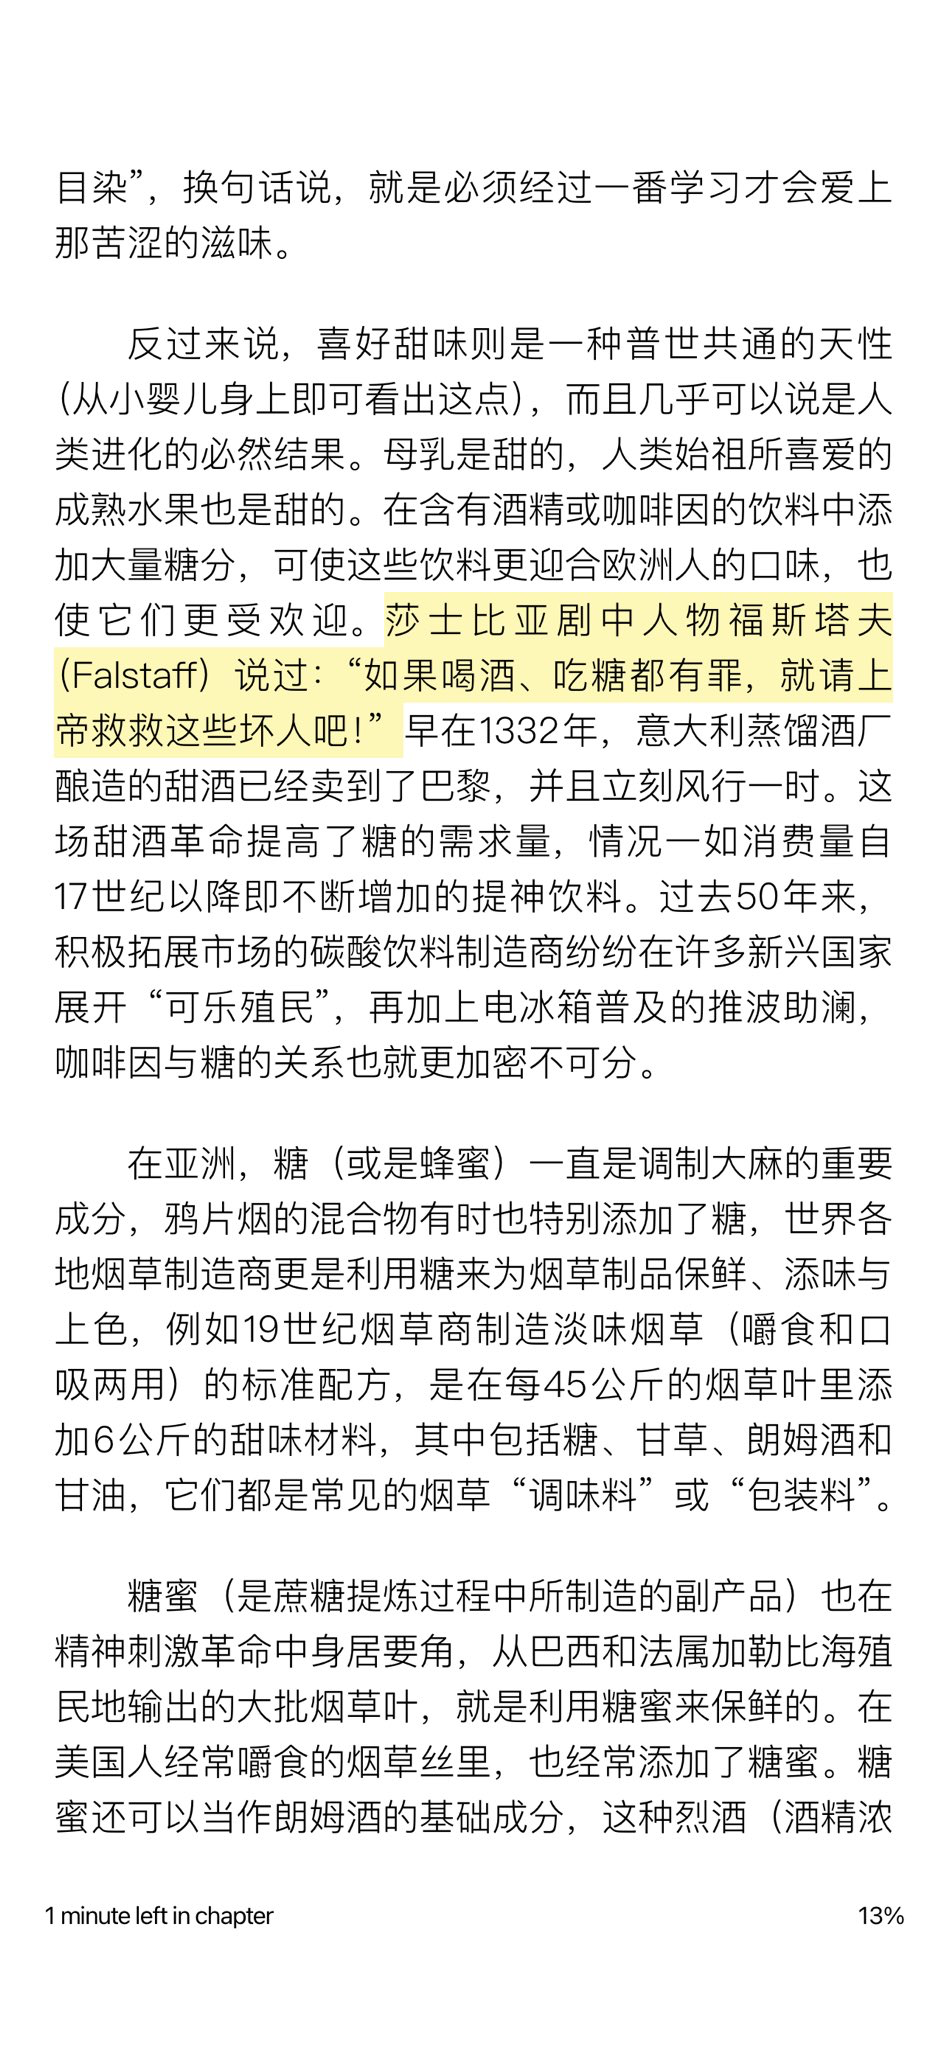 目染”，换句话说，就是必须经过一番学习才会爱上
那苦涩的滋味。
反过来说，喜好甜味则是一种普世共通的天性
（从小婴儿身上即可看出这点），而且几乎可以说是人
类进化的必然结果。母乳是甜的，人类始祖所喜爱的
成熟水果也是甜的。在含有酒精或咖啡因的饮料中添
加大量糖分，可使这些饮料更迎合欧洲人的口味，也
使它们更受欢迎。莎士比亚剧中人物福斯塔夫
（Falstaff）说过：“如果喝酒、吃糖都有罪，就请上
帝救救这些坏人吧！”早在1332年，意大利蒸馏酒厂
酿造的甜酒已经卖到了巴黎，并且立刻风行一时。这
场甜酒革命提高了糖的需求量，情况一如消费量自
17世纪以降即不断增加的提神饮料。过去50年来，
积极拓展市场的碳酸饮料制造商纷纷在许多新兴国家
展开“可乐殖民”，再加上电冰箱普及的推波助澜，
咖啡因与糖的关系也就更加密不可分。
在亚洲，糖（或是蜂蜜）一直是调制大麻的重要
成分，鸦片烟的混合物有时也特别添加了糖，世界各
地烟草制造商更是利用糖来为烟草制品保鲜、添味与
上色，例如19世纪烟草商制造淡味烟草（嚼食和口
吸两用）的标准配方，是在每45公斤的烟草叶里添
加6公斤的甜味材料，其中包括糖、甘草、朗姆酒和
甘油，它们都是常见的烟草“调味料”或“包装料”。
糖蜜（是蔗糖提炼过程中所制造的副产品）也在
精神刺激革命中身居要角，从巴西和法属加勒比海殖
民地输出的大批烟草叶，就是利用糖蜜来保鲜的。在
美国人经常嚼食的烟草丝里，也经常添加了糖蜜。糖
蜜还可以当作朗姆酒的基础成分，这种烈酒（酒精浓
1 minute left in chapter
13%